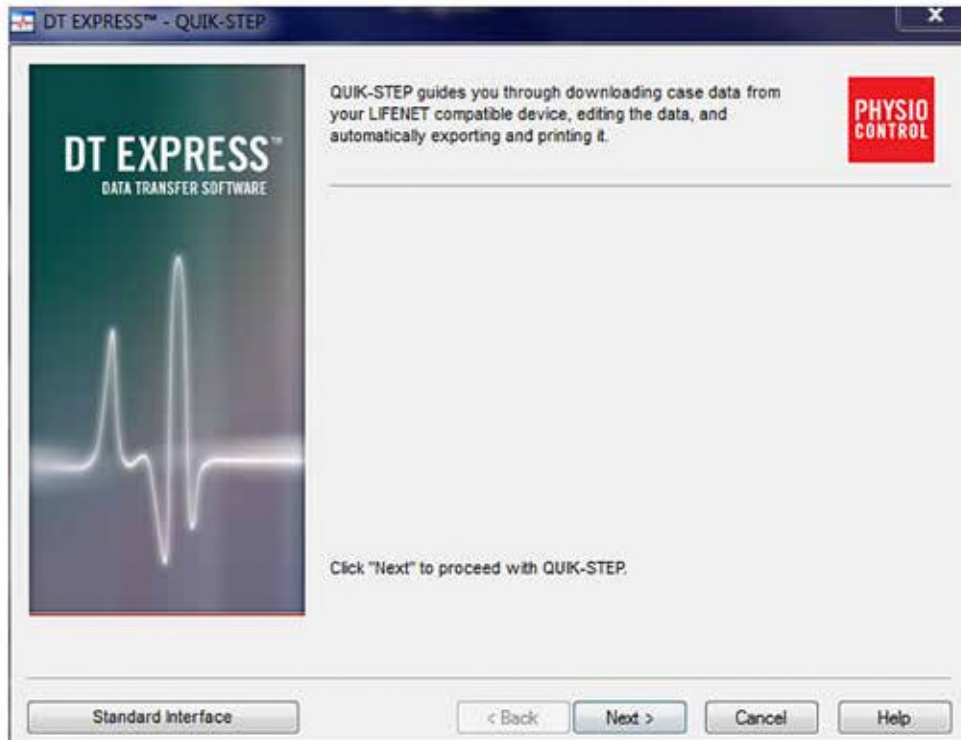 DT EXPRESS™ - QUIK-STEP
x
DT EXPRESS™
DATA TRANSFER SOFTWARE
QUIK-STEP guides you through downloading case data from
your LIFENET compatible device, editing the data, and
automatically exporting and printing it.
PHYSIO
CONTROL
Click "Next" to proceed with QUIK-STEP.
Standard Interface
< Back
Next >
Cancel
Help